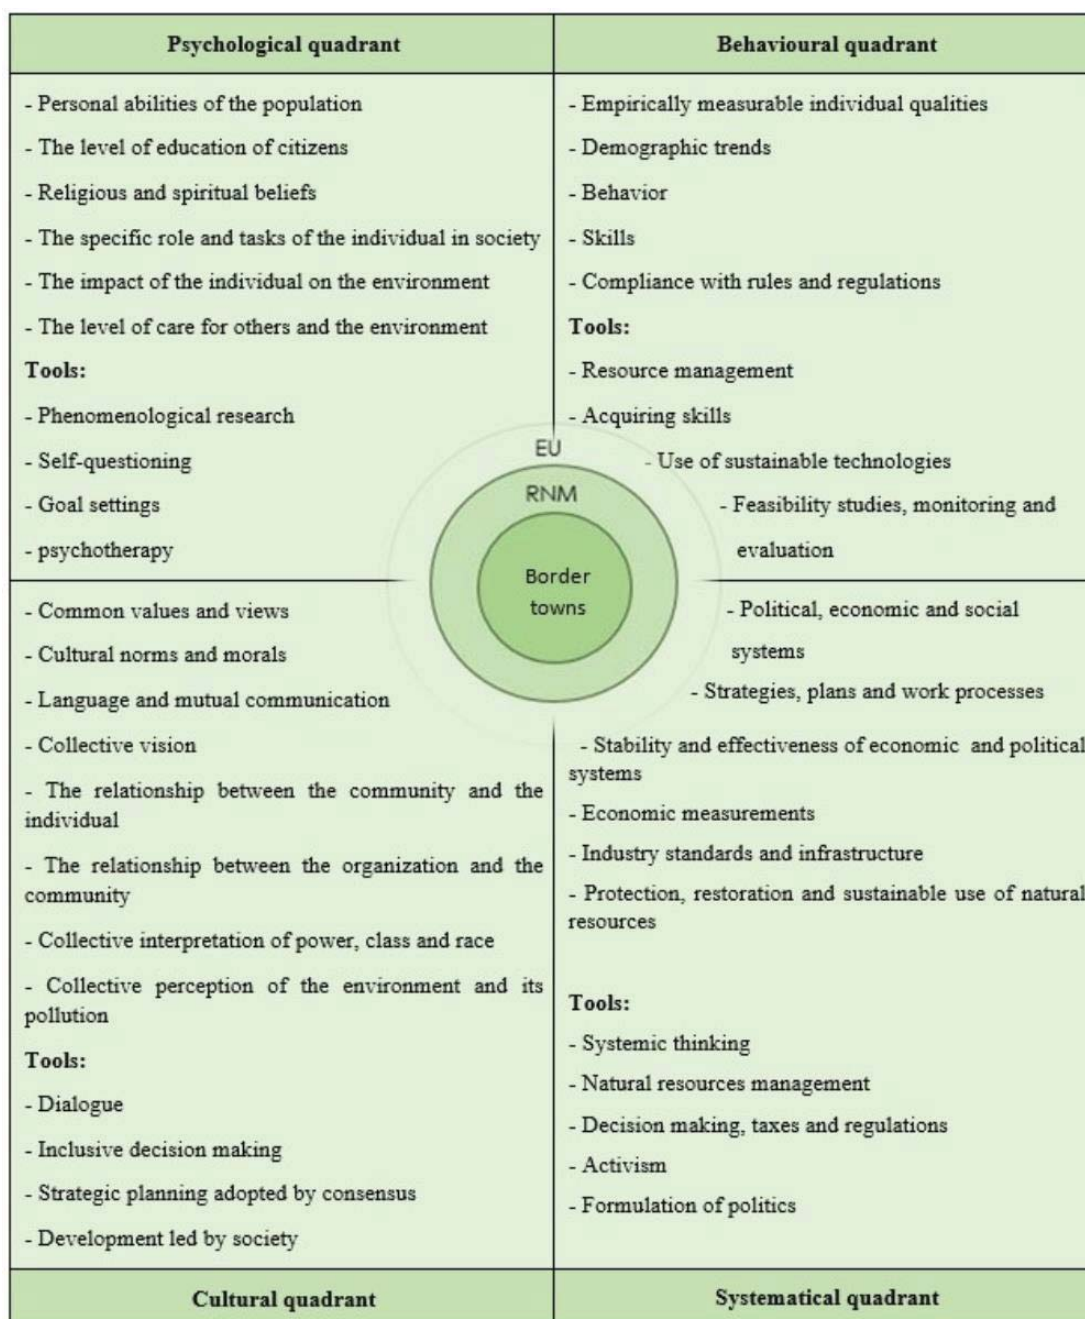 Psychological quadrant
- Personal abilities of the population
- The level of education of citizens
- Religious and spiritual beliefs
- The specific role and tasks of the individual in society
- The impact of the individual on the environment
- The level of care for others and the environment
Tools:
- Phenomenological research
- Self-questioning
- Goal settings
- psychotherapy
Behavioural quadrant
- Empirically measurable individual qualities
- Demographic trends
- Behavior
- Skills
- Compliance with rules and regulations
Tools:
- Resource management
- Acquiring skills
- Use of sustainable technologies
- Feasibility studies, monitoring and
evaluation
EU
RNM
Border
towns
- Common values and views
- Cultural norms and morals
- Language and mutual communication
- Collective vision
- The relationship between the community and the
individual
- The relationship between the organization and the
community
- Collective interpretation of power, class and race
- Collective perception of the environment and its
pollution
Tools:
- Dialogue
- Inclusive decision making
- Strategic planning adopted by consensus
- Development led by society
Cultural quadrant
- Political, economic and social
systems
- Strategies, plans and work processes
- Stability and effectiveness of economic and political
systems
- Economic measurements
- Industry standards and infrastructure
- Protection, restoration and sustainable use of natural
resources
Tools:
- Systemic thinking
- Natural resources management
- Decision making, taxes and regulations
- Activism
- Formulation of politics
Systematical quadrant